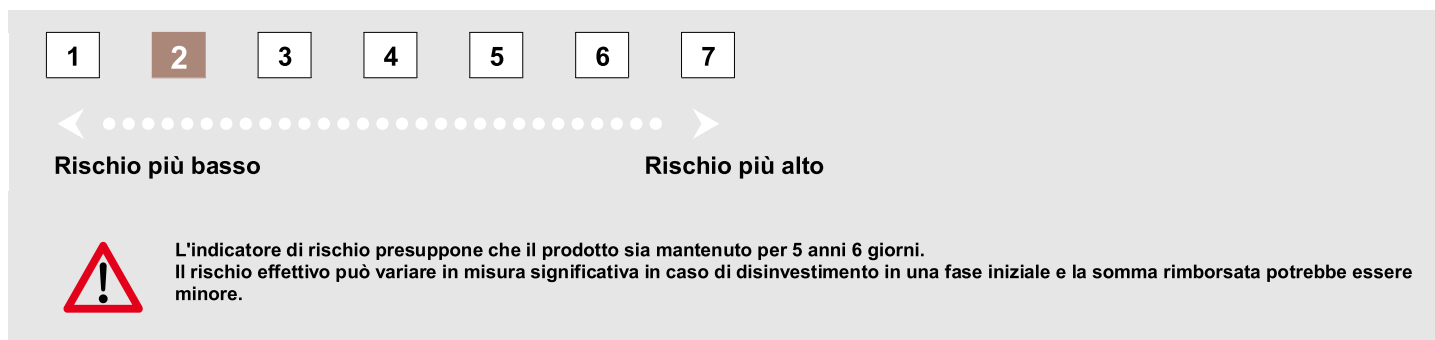 1 2 3 4 5 6 7
Rischio più basso Rischio più alto
L'indicatore di rischio presuppone che il prodotto sia mantenuto per 5 anni 6 giorni.
Il rischio effettivo può variare in misura significativa in caso di disinvestimento in una fase iniziale e la somma rimborsata potrebbe essere
minore.